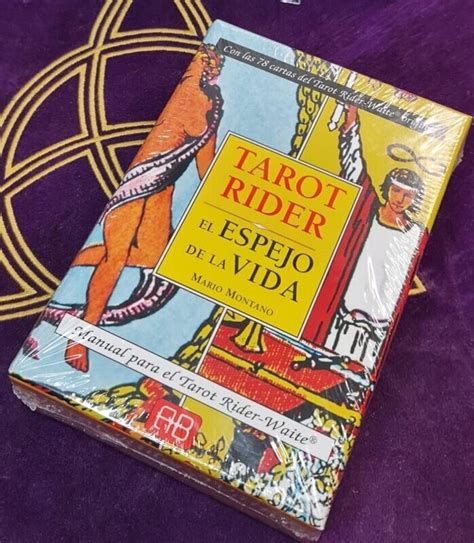 Con las 78 cartas del Tarot Rider-Waite® origin
TAROT
RIDER
EL ESPEJO
DE LA VIDA
MARIO MONTANO
Manual para el Tarot Rider-Waite®
AB